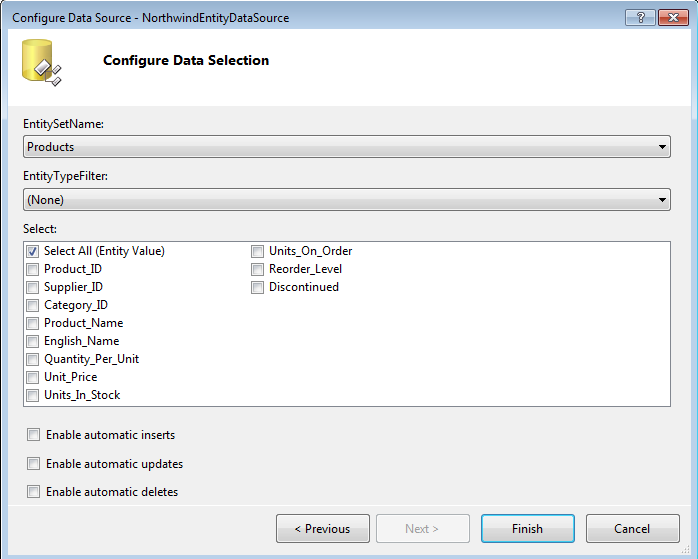 Configure Data Source - NorthwindEntityDataSource
?
Configure Data Selection
EntitySetName:
Products
EntityTypeFilter:
(None)
Select:
Select All (Entity Value)
Product_ID
Supplier_ID
Category_ID
Product_Name
English_Name
Quantity_Per_Unit
Unit_Price
Units_In_Stock
Units_On_Order
Reorder_Level
Discontinued
Enable automatic inserts
Enable automatic updates
Enable automatic deletes
< Previous
Next >
Finish
Cancel